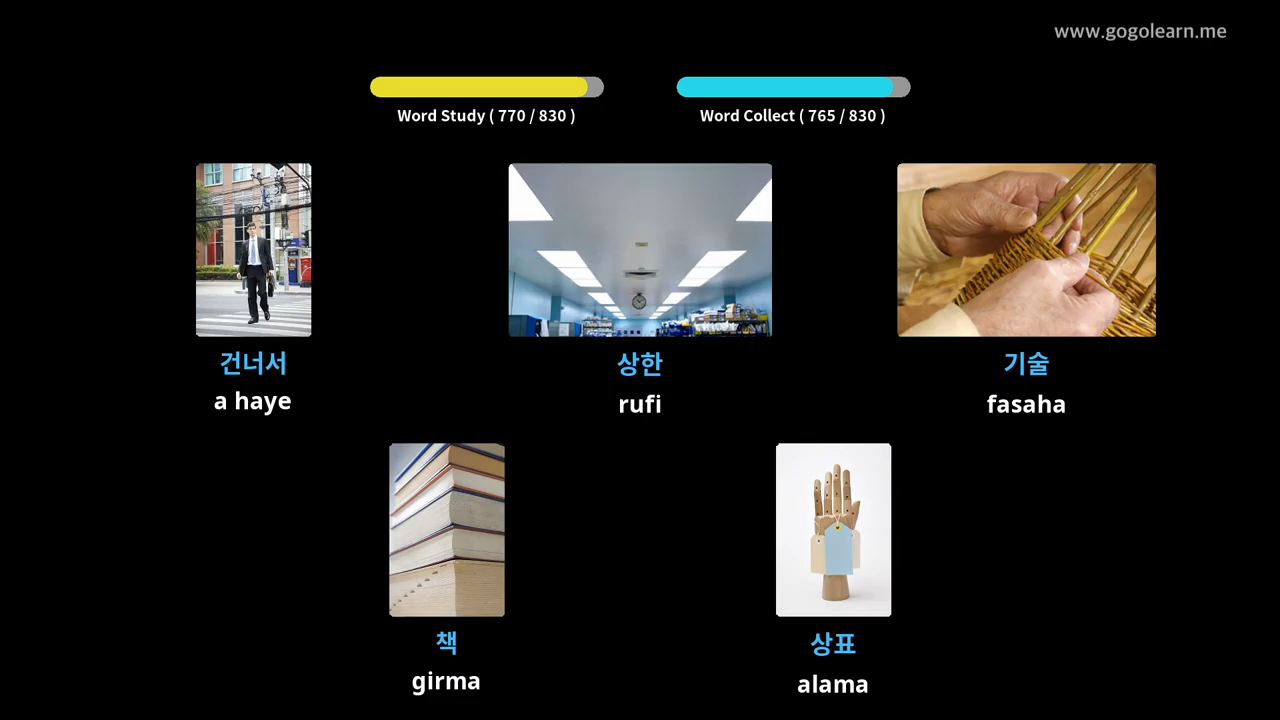 www.gogolearn.me
Word Study ( 770 / 830 )
Word Collect ( 765 / 830 )
건너서
a haye
상한
rufi
기술
fasaha
책
girma
상표
alama